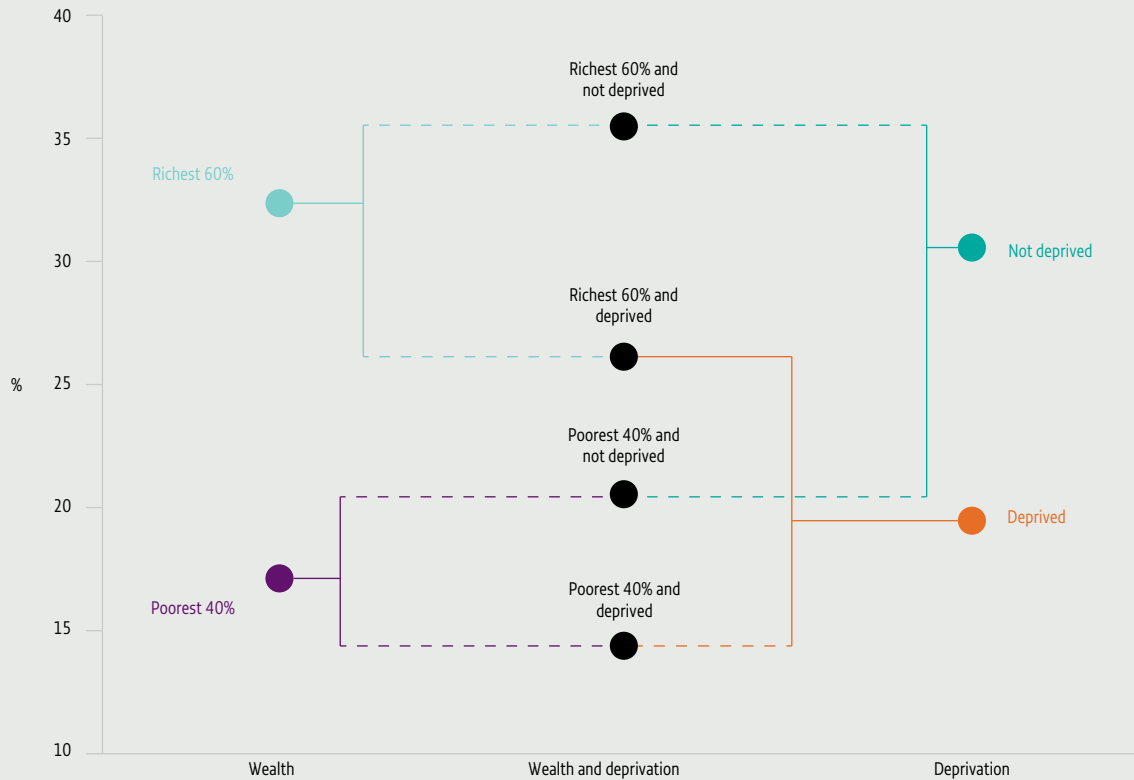 40
35
30
25
20
15
10
%
Richest 60% and
not deprived
Richest 60%
Not deprived
Richest 60% and
deprived
Poorest 40% and
not deprived
Deprived
Poorest 40% and
deprived
Poorest 40%
Wealth
Wealth and deprivation
Deprivation